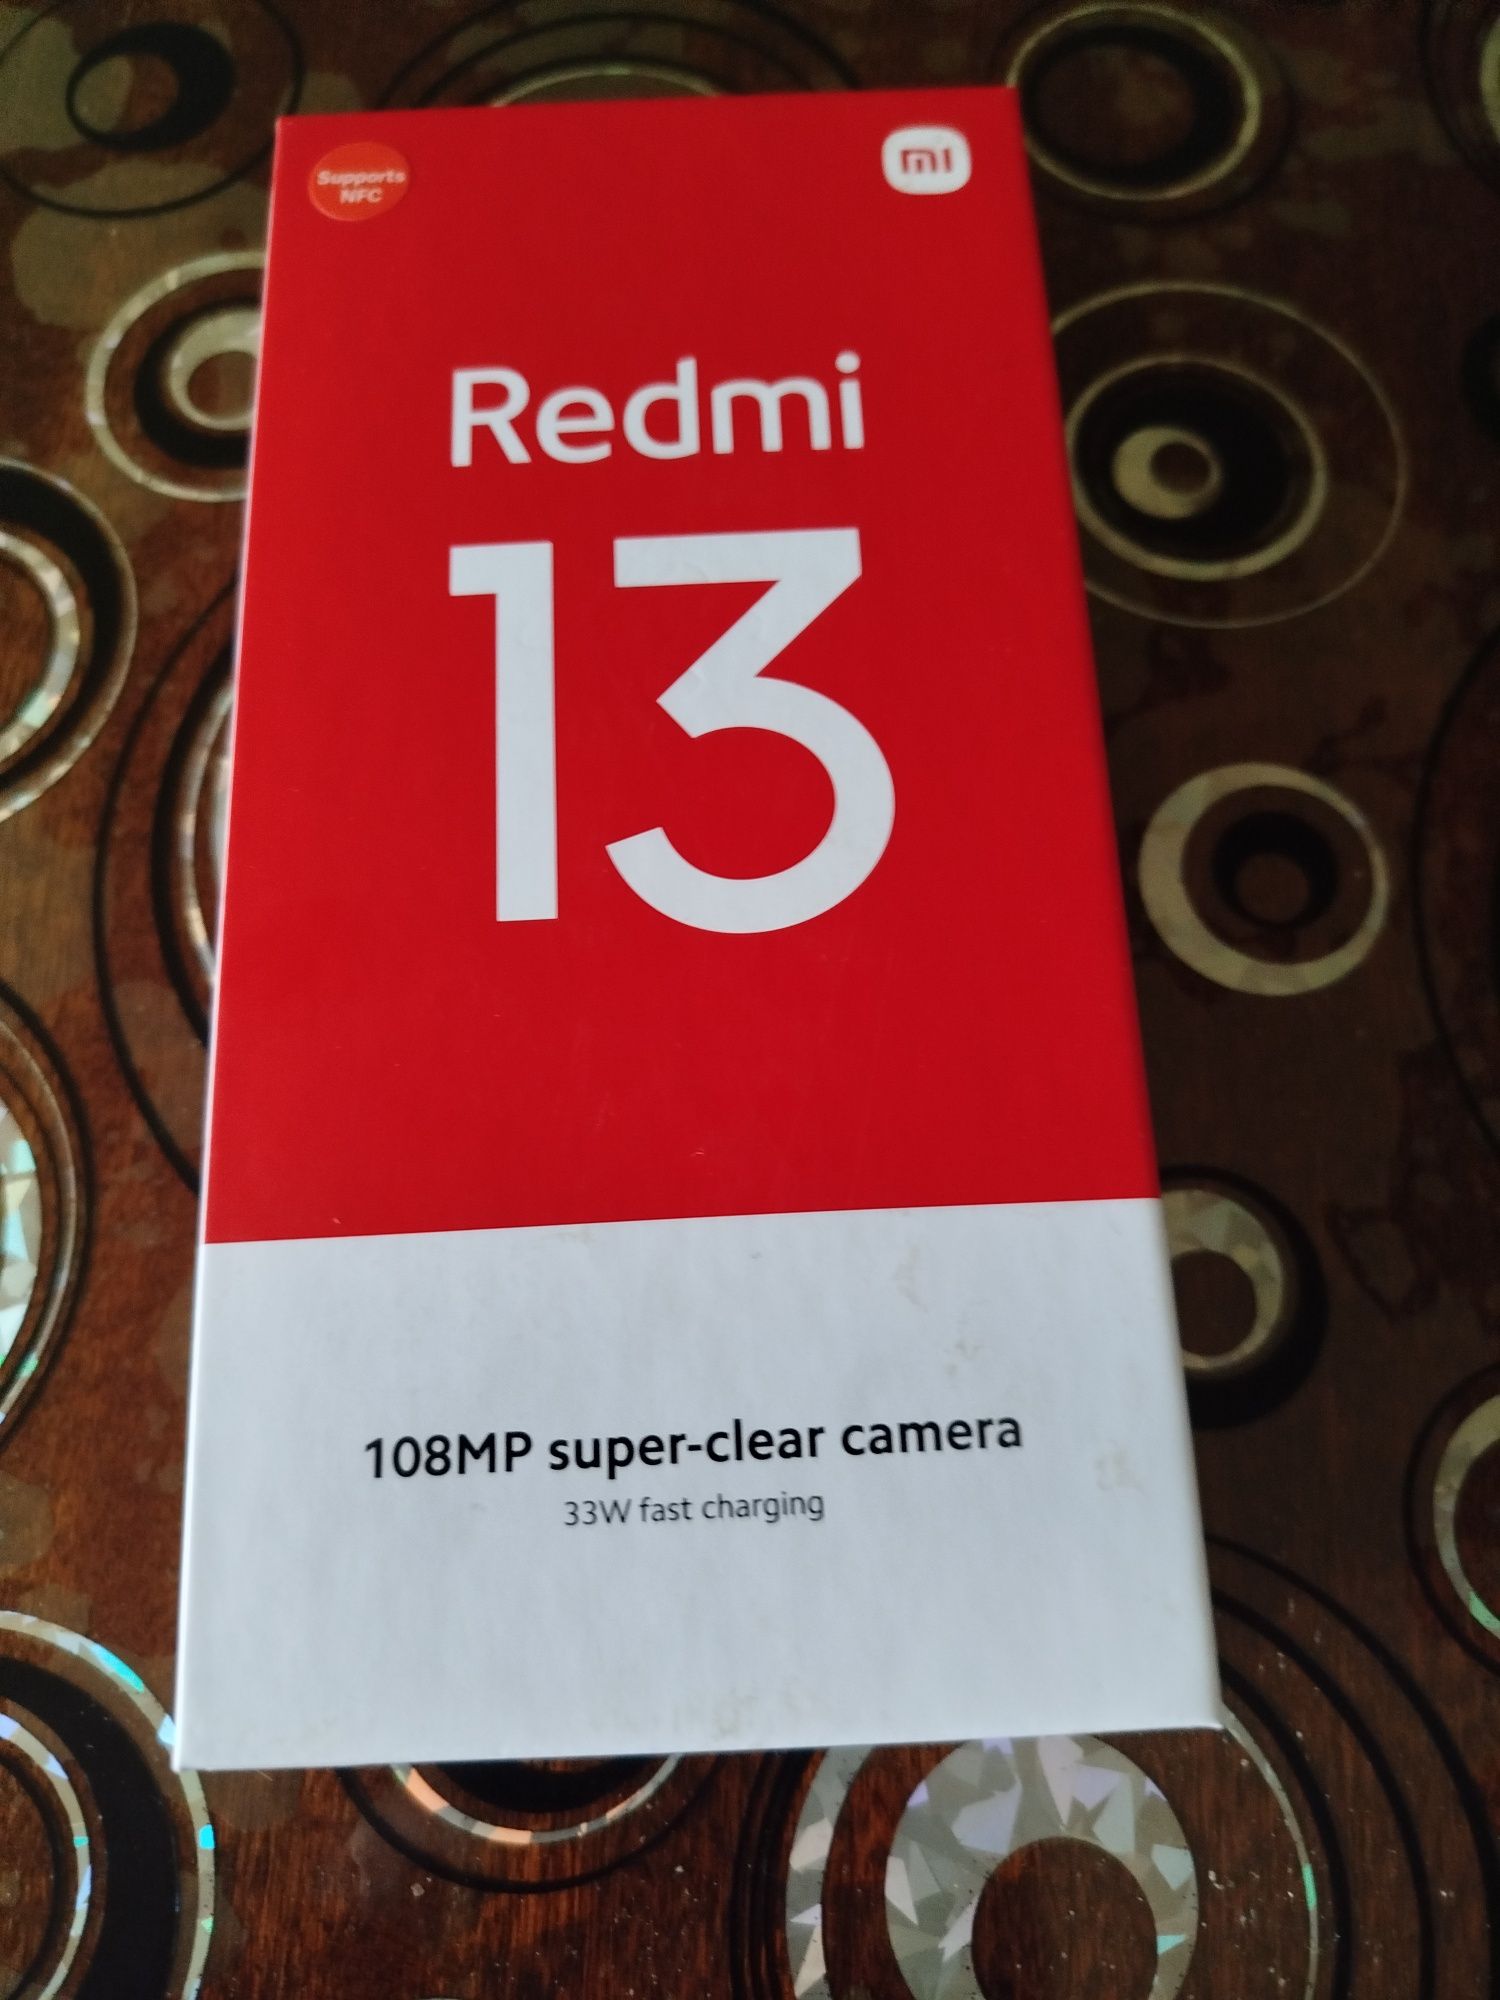 Supports
NFC
mi
Redmi
13
108MP super-clear camera
33W fast charging